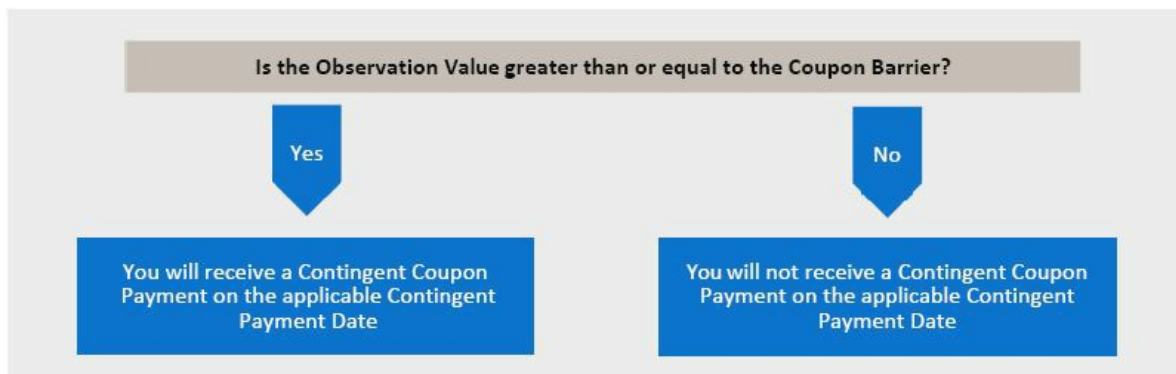 Is the Observation Value greater than or equal to the Coupon Barrier?
Yes
No
You will receive a Contingent Coupon
Payment on the applicable Contingent
Payment Date
You will not receive a Contingent Coupon
Payment on the applicable Contingent
Payment Date